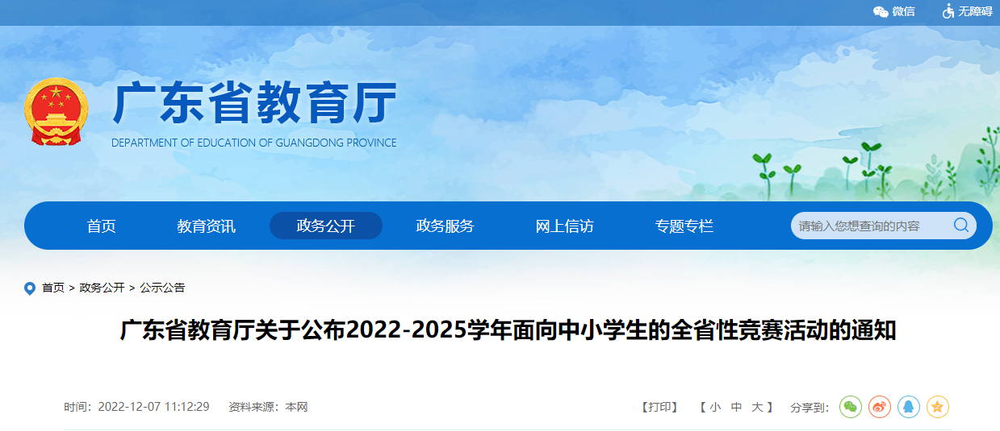 微信 无障碍
广东省教育厅
DEPARTMENT OF EDUCATION OF GUANGDONG PROVINCE
首页 教育资讯 政务公开 政务服务 网上信访 专题专栏 请输入您想查询的内容
首页 > 政务公开 > 公示公告
广东省教育厅关于公布2022-2025学年面向中小学生的全省性竞赛活动的通知
时间：2022-12-07 11:12:29 资料来源：本网 【打印】 【 小 中 大 】 分享到：